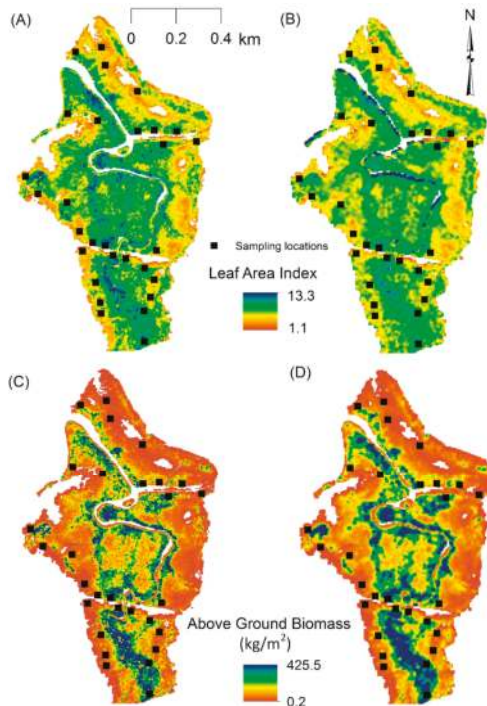 (A)
0 0.2 0.4
km
(B)
N
Sampling locations
Leaf Area Index
13.3
1.1
(C)
(D)
Above Ground Biomass
(kg/m²)
425.5
0.2